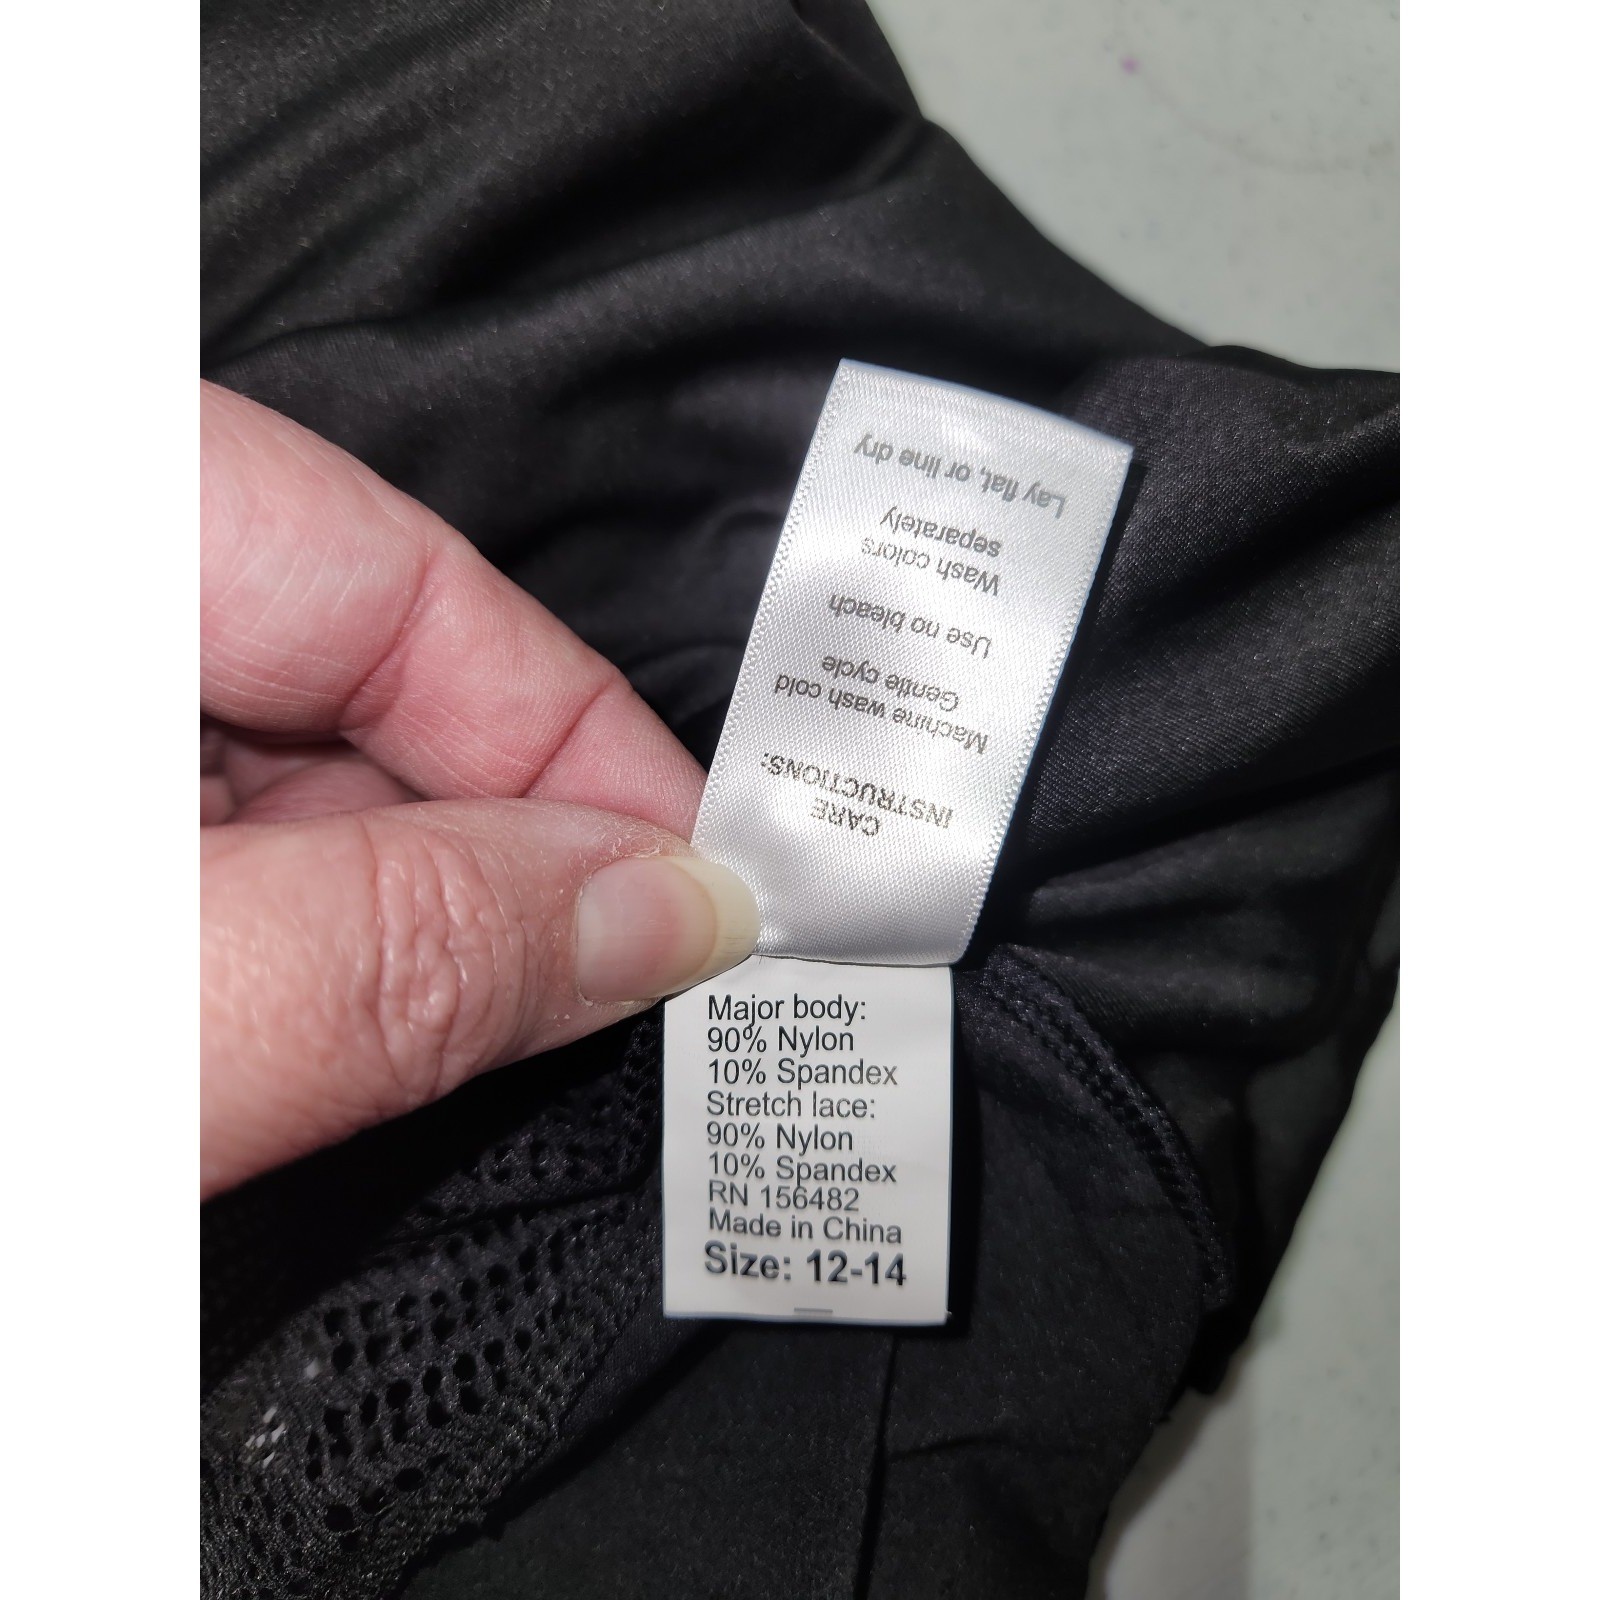 CARE
INSTRUCTIONS:
Machine wash cold
Gentle cycle
Use no bleach
Wash colors
separately
Lay flat, or line dry
Major body:
90% Nylon
10% Spandex
Stretch lace:
90% Nylon
10% Spandex
RN 156482
Made in China
Size: 12-14